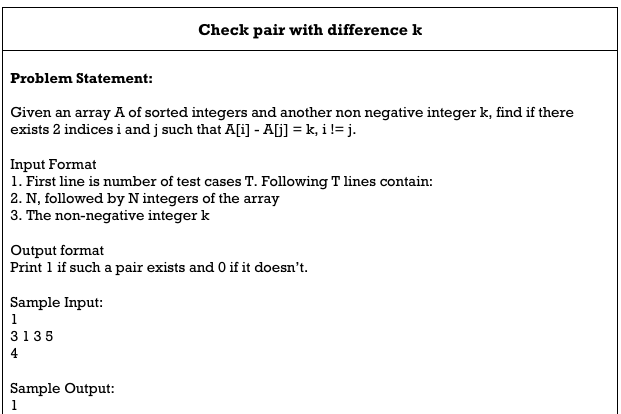 Check pair with difference k
Problem Statement:
Given an array A of sorted integers and another non negative integer k, find if there
exists 2 indices i and j such that A[i] - A[j] = k, i != j.
Input Format
1. First line is number of test cases T. Following T lines contain:
2. N, followed by N integers of the array
3. The non-negative integer k
Output format
Print 1 if such a pair exists and 0 if it doesn't.
Sample Input:
1
3 1 3 5
4
Sample Output:
1